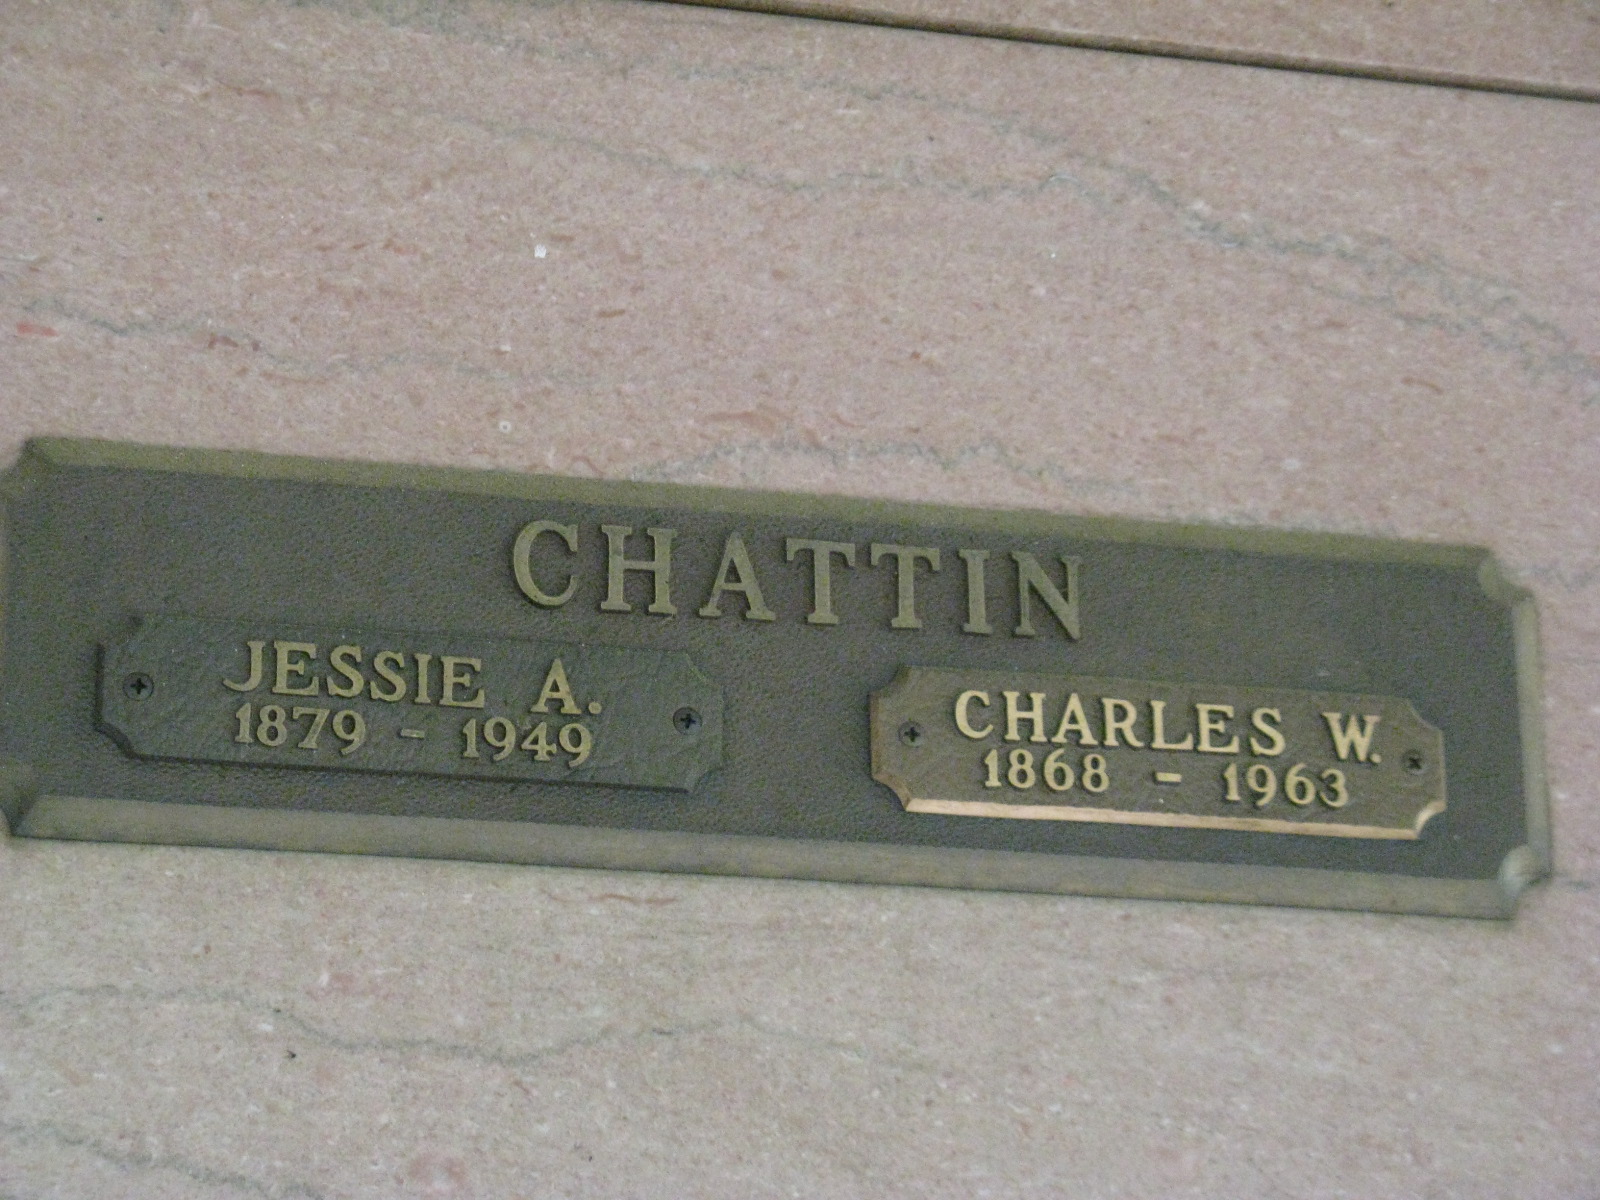 CHATTIN
JESSIE A.
1879 - 1949
CHARLES W.
1868 - 1963